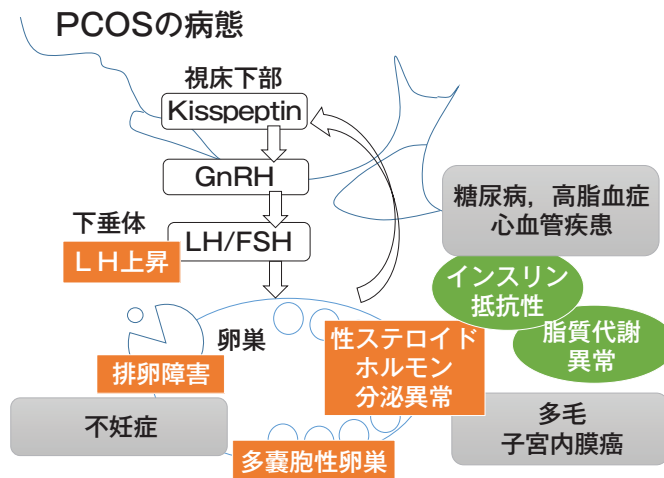 PCOSの病態
視床下部
Kisspeptin
GnRH
下垂体
LH/FSH
LH上昇
糖尿病，高脂血症
心血管疾患
インスリン
抵抗性
脂質代謝
異常
卵巣
性ステロイド
ホルモン
分泌異常
排卵障害
不妊症
多嚢胞性卵巣
多毛
子宮内膜癌